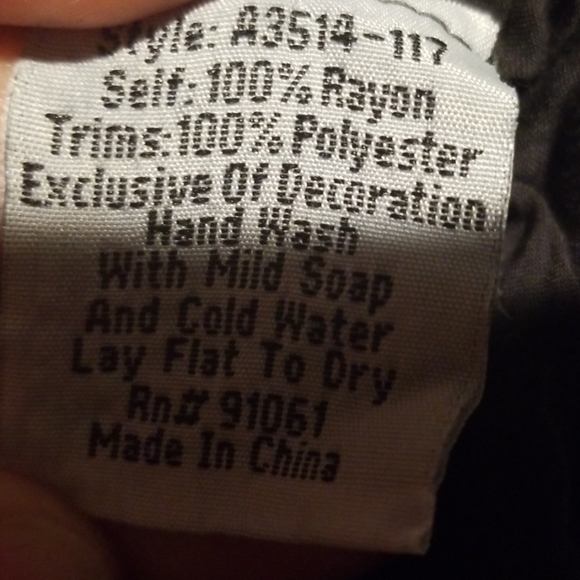 Style: A3514-117
Self: 100% Rayon
Trims: 100% Polyester
Exclusive Of Decoration
Hand Wash
With Mild Soap
And Cold Water
Lay Flat To Dry
Rn# 91061
Made In China